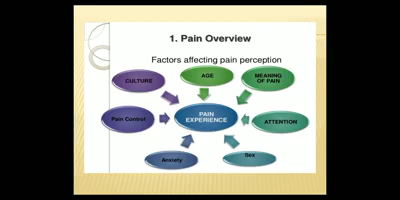 1. Pain Overview
Factors affecting pain perception
CULTURE
AGE
MEANING
OF PAIN
Pain Control
PAIN
EXPERIENCE
ATTENTION
Anxiety
Sex